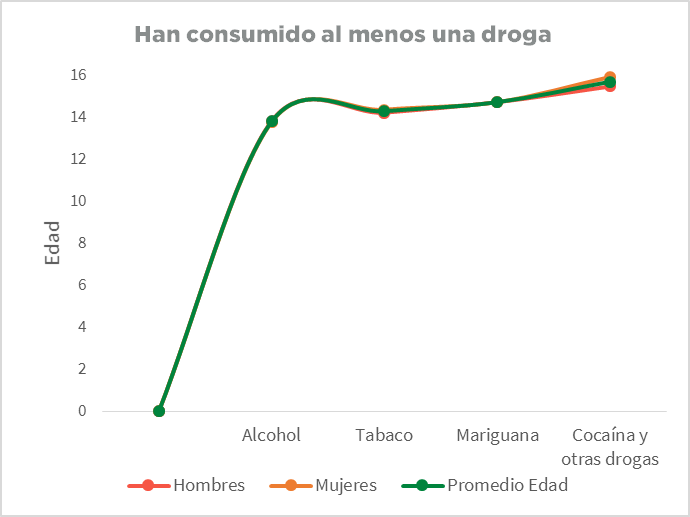 Han consumido al menos una droga
16
14
12
10
8
6
4
2
0
Edad
Alcohol
Tabaco
Mariguana
Cocaína y
otras drogas
Hombres
Mujeres
Promedio Edad